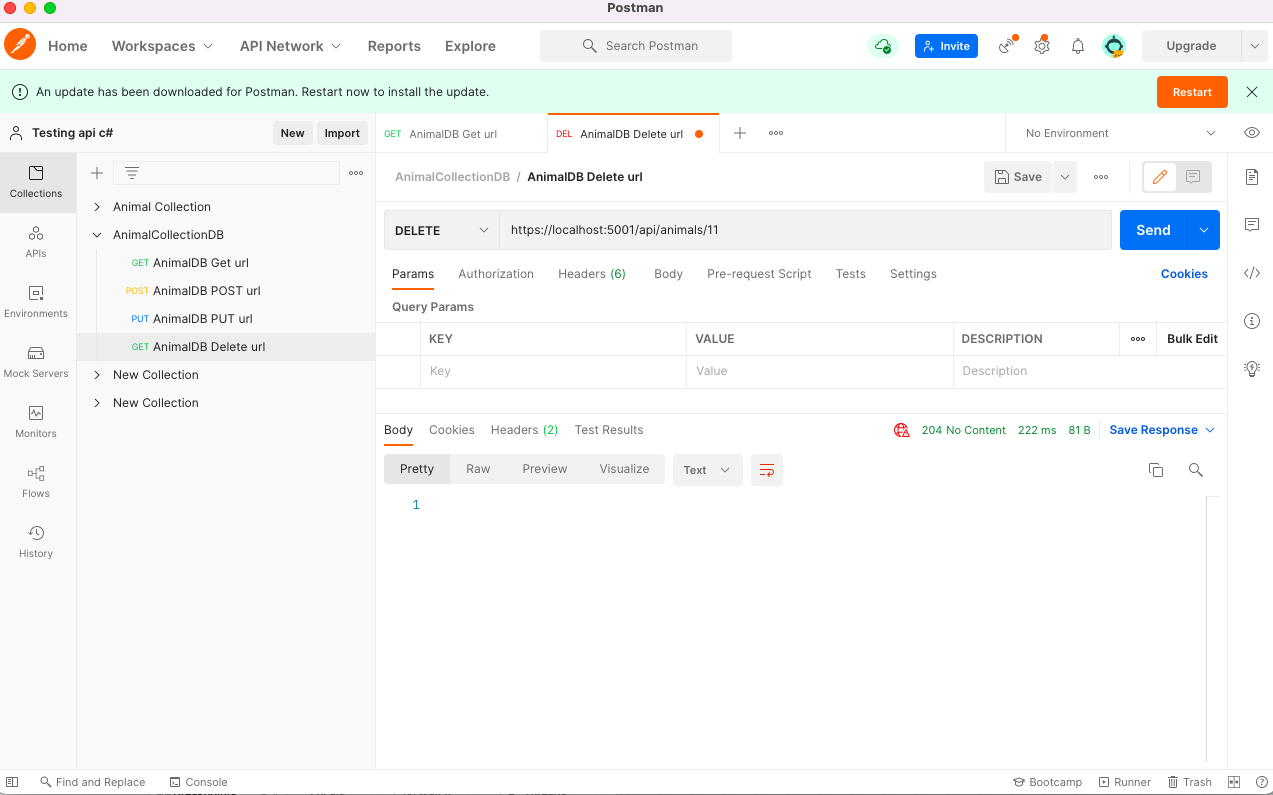 Postman
Home Workspaces API Network Reports Explore Search Postman Invite Upgrade
An update has been downloaded for Postman. Restart now to install the update. Restart
Testing api c# New Import GET AnimalDB Get url DEL AnimalDB Delete url No Environment
Collections
APIs
Environments
Mock Servers
Monitors
Flows
History
Animal Collection
AnimalCollectionDB
GET AnimalDB Get url
POST AnimalDB POST url
PUT AnimalDB PUT url
GET AnimalDB Delete url
New Collection
New Collection
AnimalCollectionDB / AnimalDB Delete url Save
DELETE https://localhost:5001/api/animals/11 Send
Params Authorization Headers (6) Body Pre-request Script Tests Settings Cookies
Query Params
KEY VALUE DESCRIPTION Bulk Edit
Key Value Description
Body Cookies Headers (2) Test Results 204 No Content 222 ms 81 B Save Response
Pretty Raw Preview Visualize Text
1
Find and Replace Console Bootcamp Runner Trash